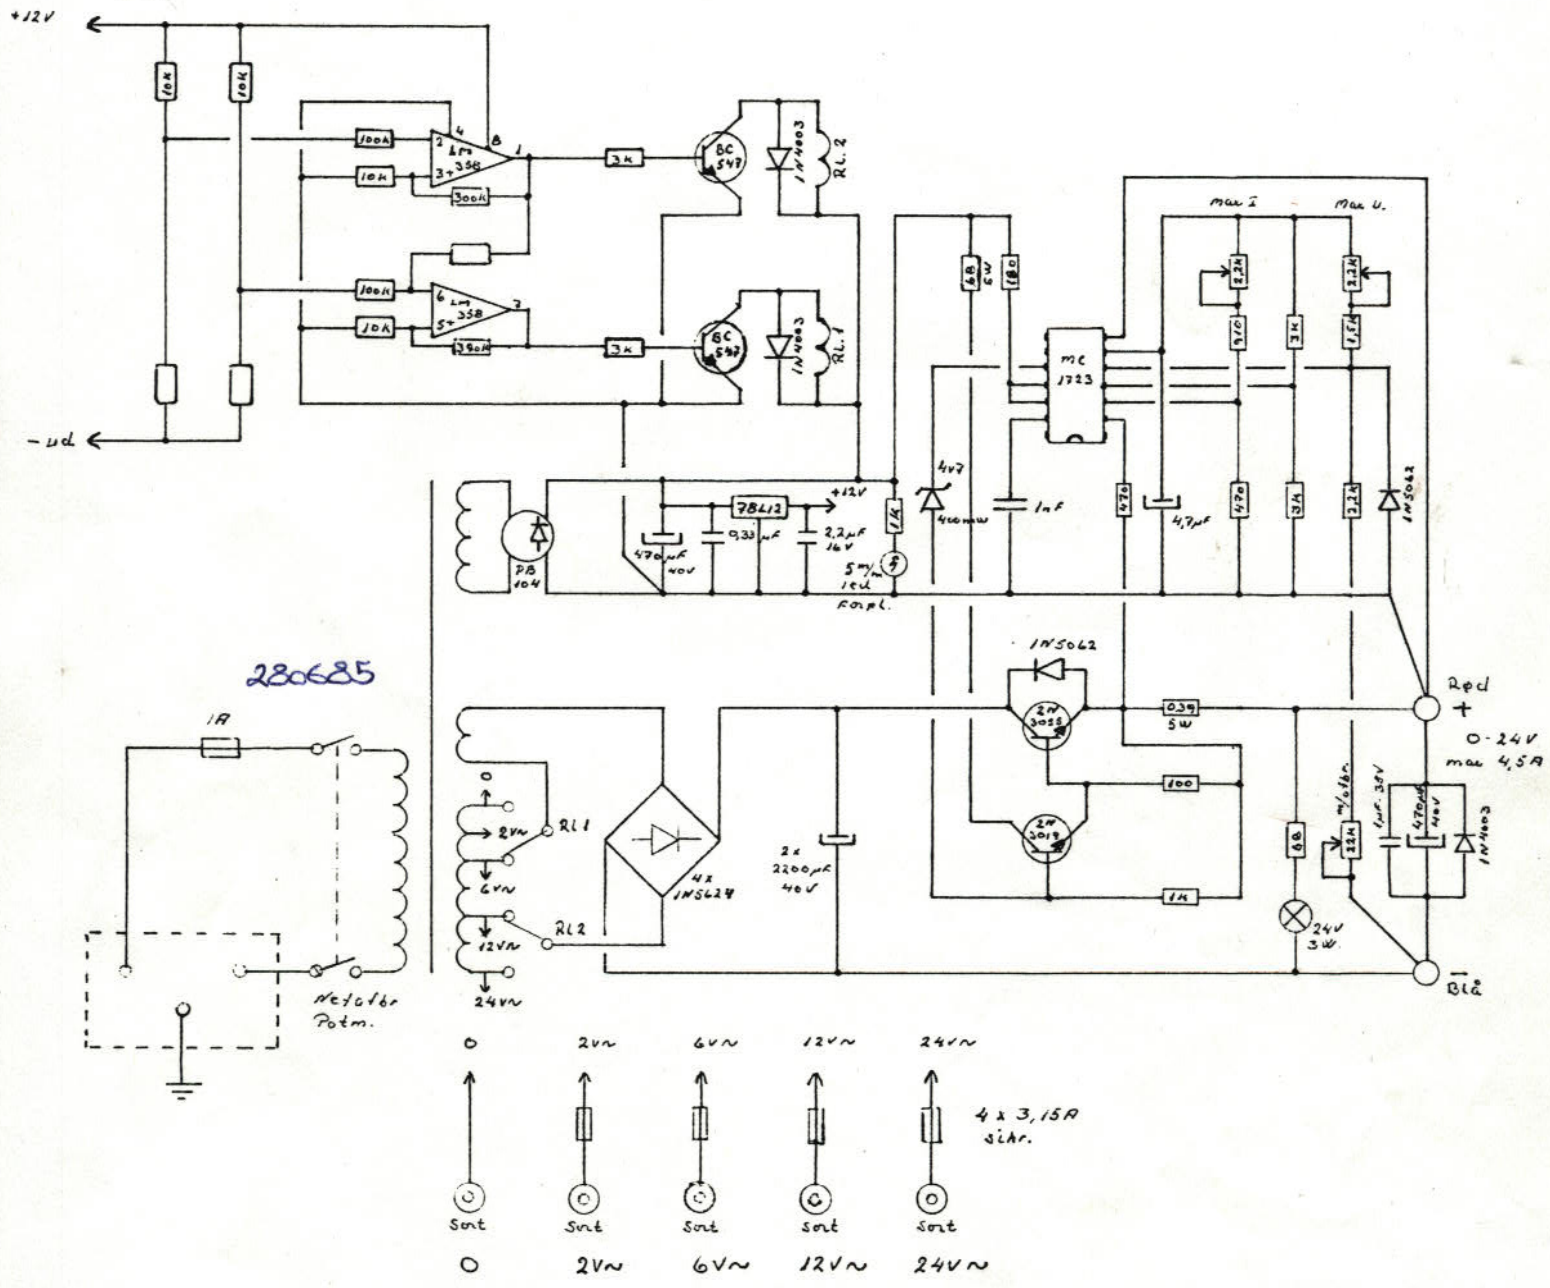 +12V
10k
10k
100k
2
4
8
1
LM
358
10k
3+
300k
3k
BC
547
1N4003
RL.2
100k
6
7
LM
358
10k
5+
390k
3k
BC
547
1N4003
RL.1
-ud
max I
max U.
2,2k
2,2k
68
5W
180
910
3k
1,5k
MC
1723
4V7
400mW
1nF
470
4,7µF
470
3k
2,2k
1N5062
PB
104
470µF
40V
0,33µF
78L12
+12V
2,2µF
16V
1k
5 m/m
led
Forpl.
280685
1A
Netafbr
Potm.
0
2V~
6V~
12V~
24V~
RL1
RL2
4x
1N5624
2x
2200µF
40V
1N5062
2N
3055
0,39
5W
100
2N
3019
1k
68
24V
3W.
m/afbr.
22k
1µF 35V
470µF
40V
1N4003
Rød
+
0-24V
max 4,5A
−
Blå
0
2V~
6V~
12V~
24V~
4 x 3,15A
sikr.
Sort
Sort
Sort
Sort
Sort
0
2V~
6V~
12V~
24V~